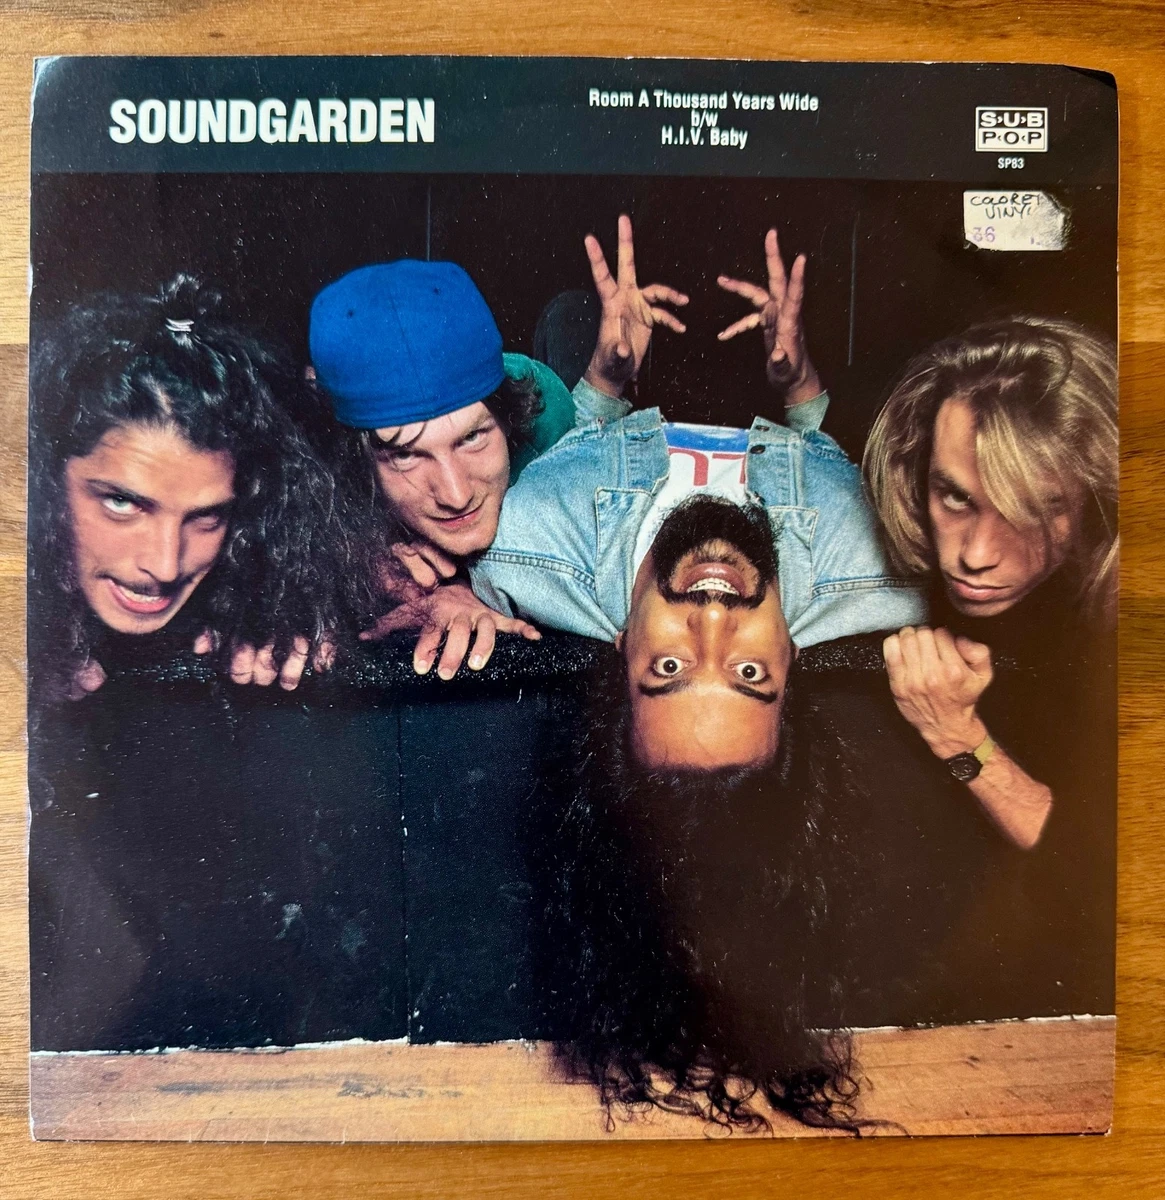 SOUNDGARDEN
Room A Thousand Years Wide
b/w
H.I.V. Baby
S·U·B
P·O·P
SP83
COLORED
VINYL
36